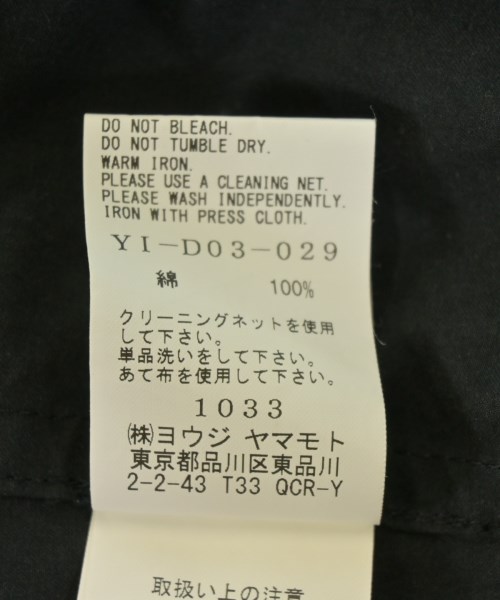 DO NOT BLEACH.
DO NOT TUMBLE DRY.
WARM IRON.
PLEASE USE A CLEANING NET.
PLEASE WASH INDEPENDENTLY.
IRON WITH PRESS CLOTH.
YI-D03-029
綿 100%
クリーニングネットを使用
して下さい。
単品洗いをして下さい。
あて布を使用して下さい。
1033
㈱ヨウジ ヤマモト
東京都品川区東品川
2-2-43 T33 QCR-Y
取扱い上の注意